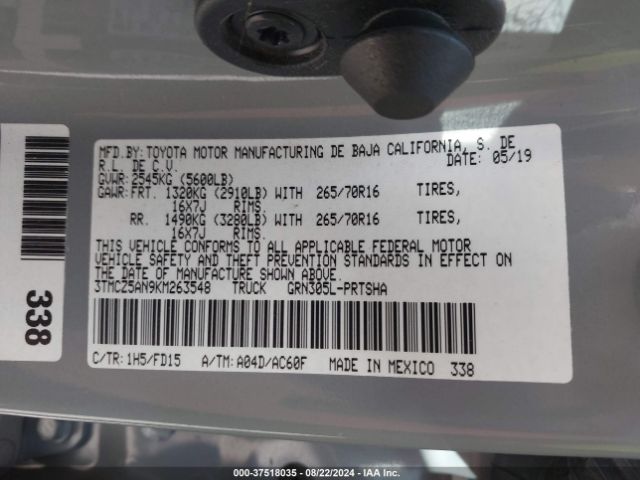 MFD.BY:TOYOTA MOTOR MANUFACTURING DE BAJA CALIFORNIA, S. DE
R.L. DE C.V. DATE: 05/19
GVWR:2545KG (5600LB)
GAWR:FRT. 1320KG (2910LB) WITH 265/70R16 TIRES,
16X7J RIMS.
RR. 1490KG (3280LB) WITH 265/70R16 TIRES,
16X7J RIMS.
THIS VEHICLE CONFORMS TO ALL APPLICABLE FEDERAL MOTOR
VEHICLE SAFETY AND THEFT PREVENTION STANDARDS IN EFFECT
ON THE DATE OF MANUFACTURE SHOWN ABOVE.
3TMCZ5AN9KM263548 TRUCK GRN305L-PRTSHA
C/TR:1H5/FD15 A/TM:A04D/AC60F MADE IN MEXICO 338
338
000-37518035 - 08/22/2024 - IAA Inc.